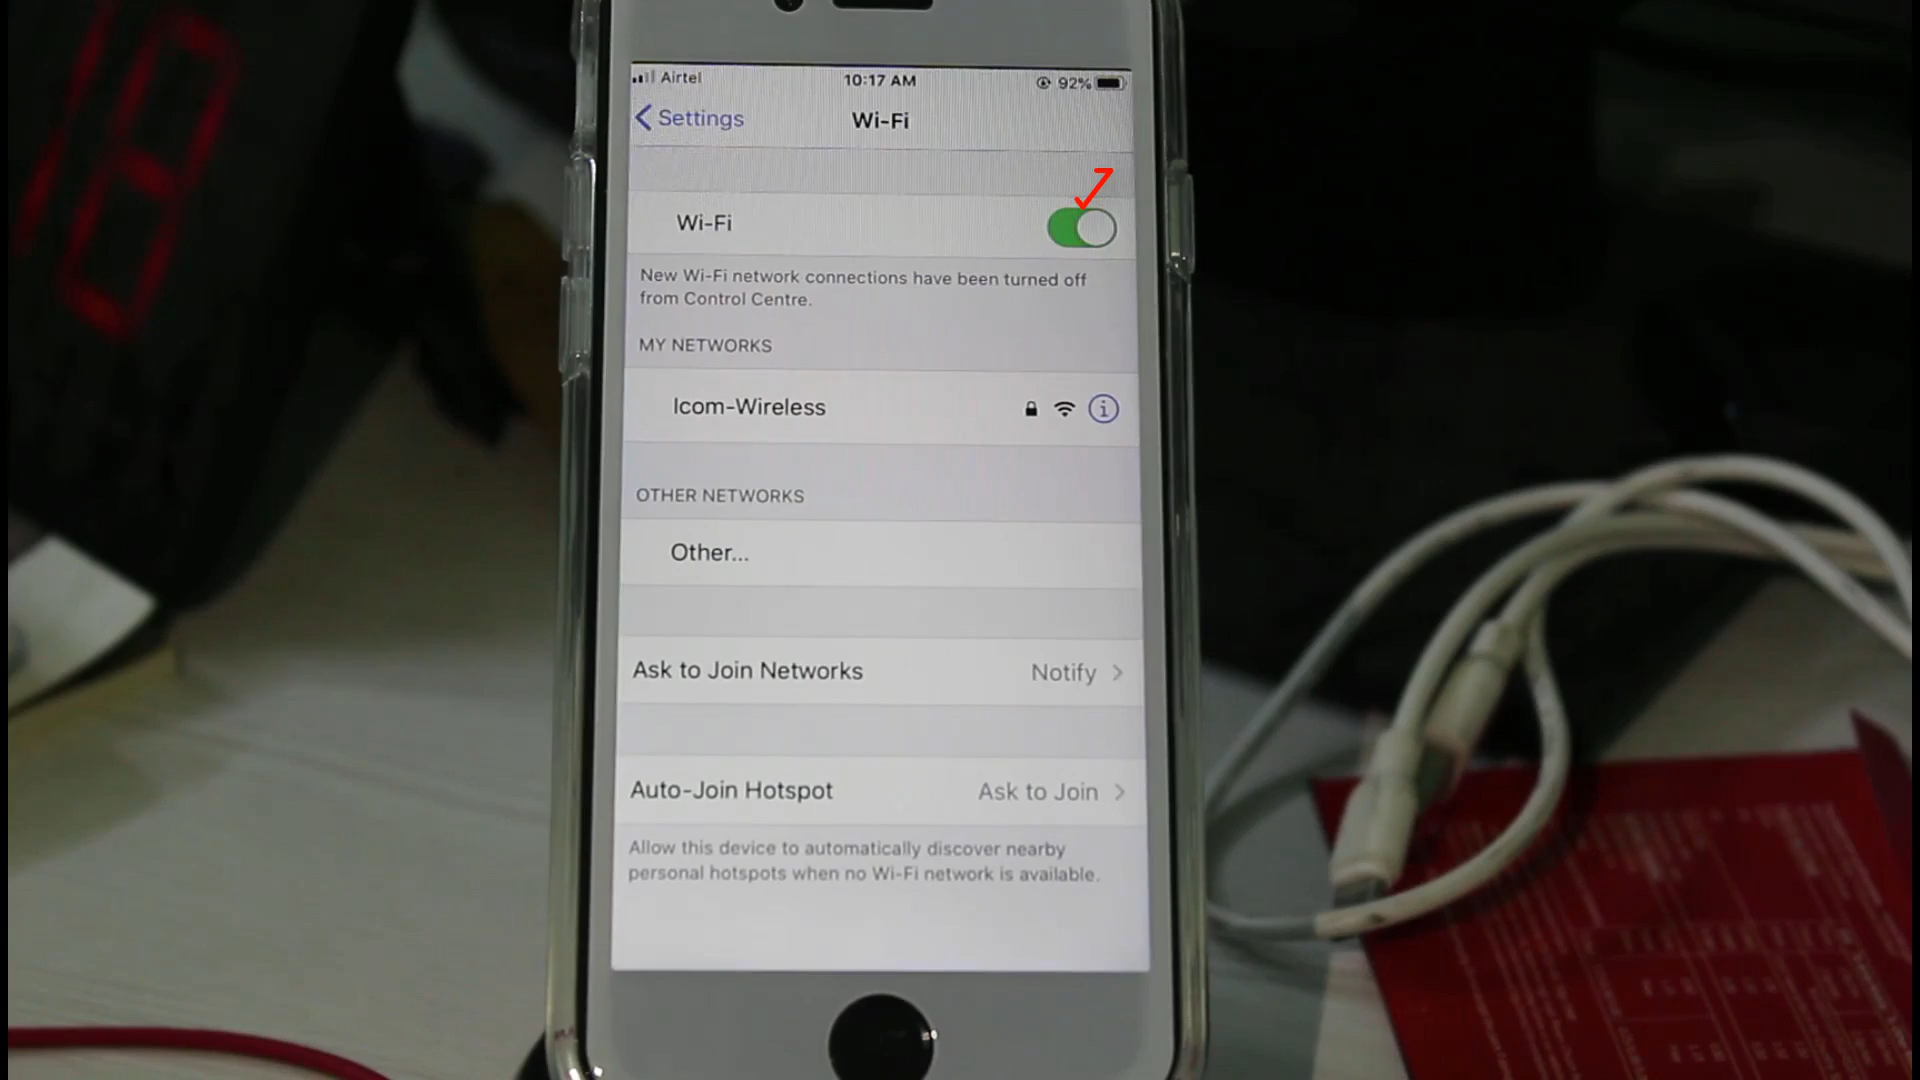 18
Airtel 10:17 AM 92%
Settings Wi-Fi
Wi-Fi
New Wi-Fi network connections have been turned off
from Control Centre.
MY NETWORKS
Icom-Wireless
OTHER NETWORKS
Other...
Ask to Join Networks Notify
Auto-Join Hotspot Ask to Join
Allow this device to automatically discover nearby
personal hotspots when no Wi-Fi network is available.